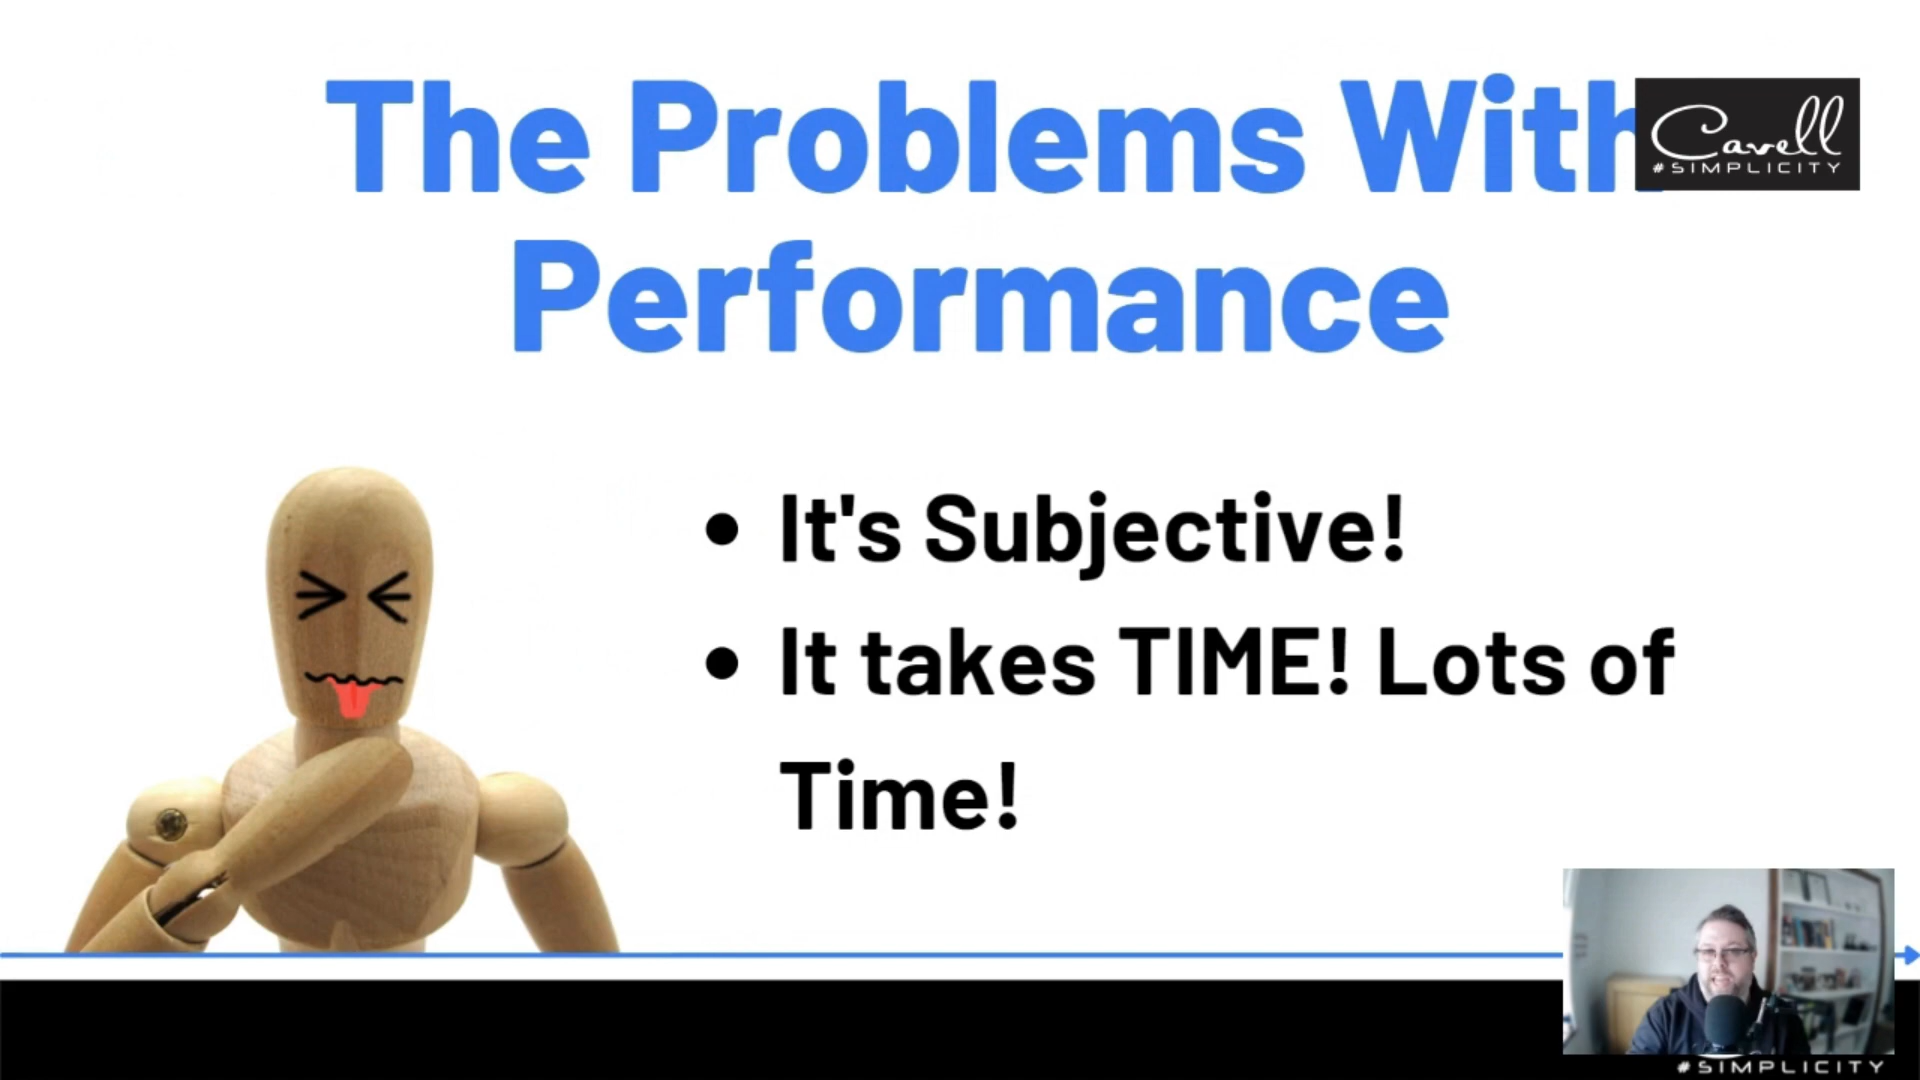 The Problems With
Performance
Cavell
#SIMPLICITY
• It's Subjective!
• It takes TIME! Lots of
Time!
#SIMPLICITY